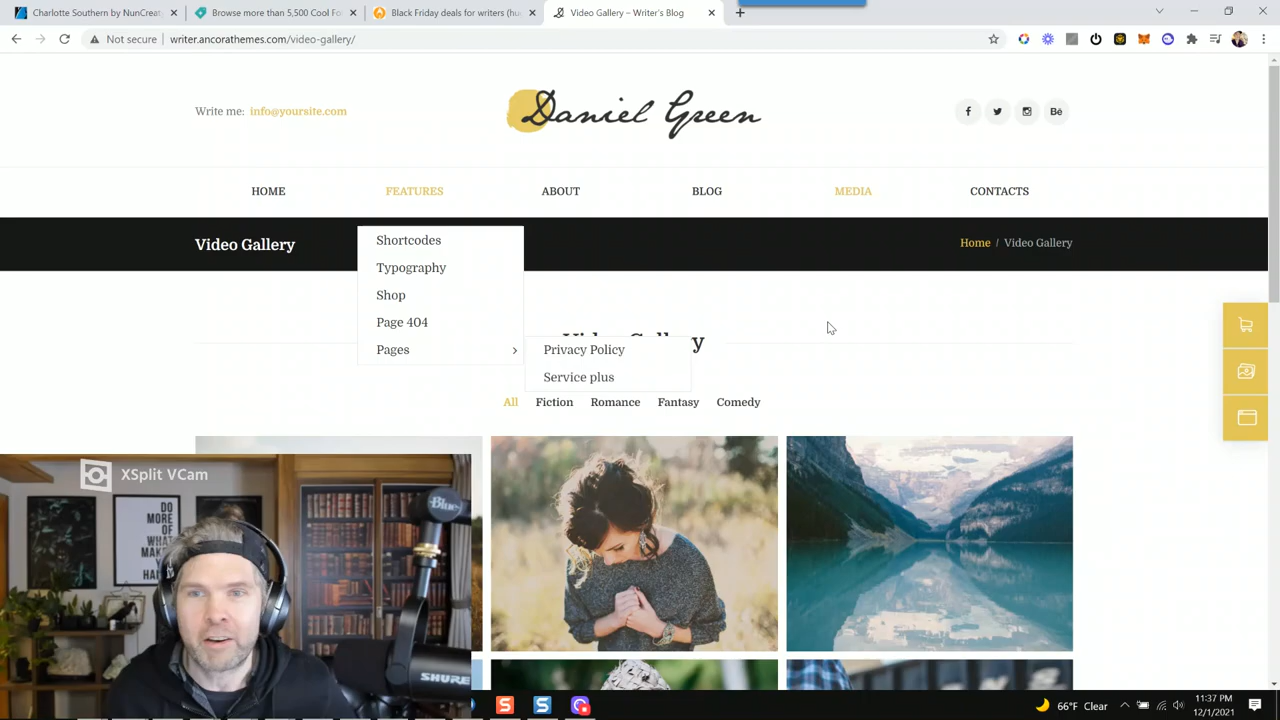 Charlotte Southern by NunCreat
Browse more than 5,500 Cool Fo
Black Friday deals for writers (hu
Video Gallery – Writer's Blog
Not secure
writer.ancorathemes.com/video-gallery/
Write me: info@yoursite.com
Daniel Green
Bē
HOME
FEATURES
ABOUT
BLOG
MEDIA
CONTACTS
Video Gallery
Home / Video Gallery
Shortcodes
Typography
Shop
Page 404
Pages
Privacy Policy
Service plus
All
Fiction
Romance
Fantasy
Comedy
XSplit VCam
DO
MORE
OF
WHAT
Blue
SHURE
66°F Clear
11:37 PM
12/1/2021